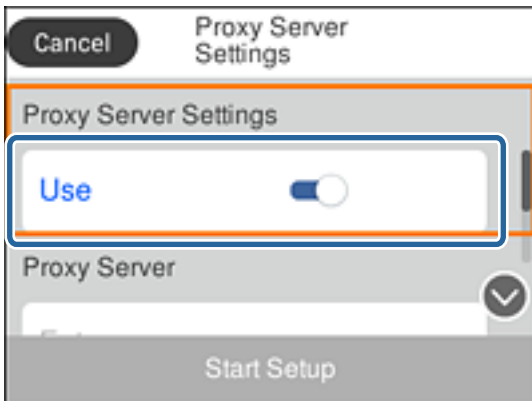 Cancel
Proxy Server
Settings
Proxy Server Settings
Use
Proxy Server
Start Setup